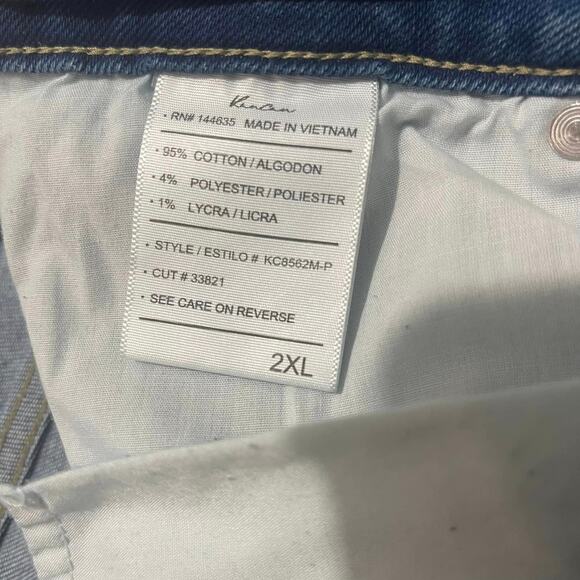 KanCan
· RN# 144635 MADE IN VIETNAM
· 95% COTTON / ALGODON
· 4% POLYESTER / POLIESTER
· 1% LYCRA / LICRA
· STYLE / ESTILO # KC8562M-P
· CUT # 33821
· SEE CARE ON REVERSE
2XL